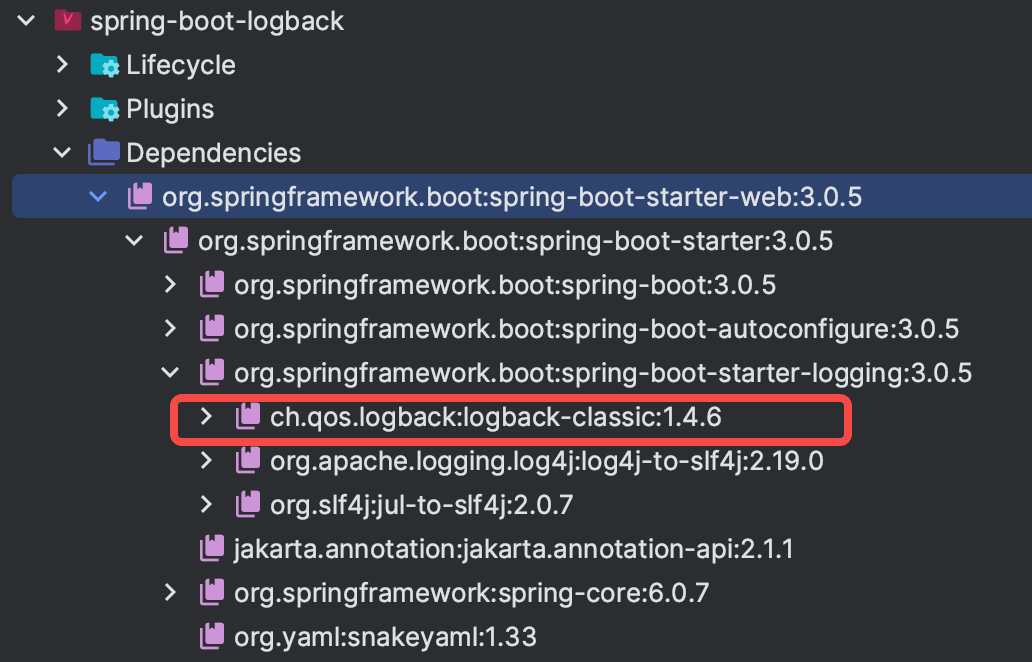 spring-boot-logback
Lifecycle
Plugins
Dependencies
org.springframework.boot:spring-boot-starter-web:3.0.5
org.springframework.boot:spring-boot-starter:3.0.5
org.springframework.boot:spring-boot:3.0.5
org.springframework.boot:spring-boot-autoconfigure:3.0.5
org.springframework.boot:spring-boot-starter-logging:3.0.5
ch.qos.logback:logback-classic:1.4.6
org.apache.logging.log4j:log4j-to-slf4j:2.19.0
org.slf4j:jul-to-slf4j:2.0.7
jakarta.annotation:jakarta.annotation-api:2.1.1
org.springframework:spring-core:6.0.7
org.yaml:snakeyaml:1.33